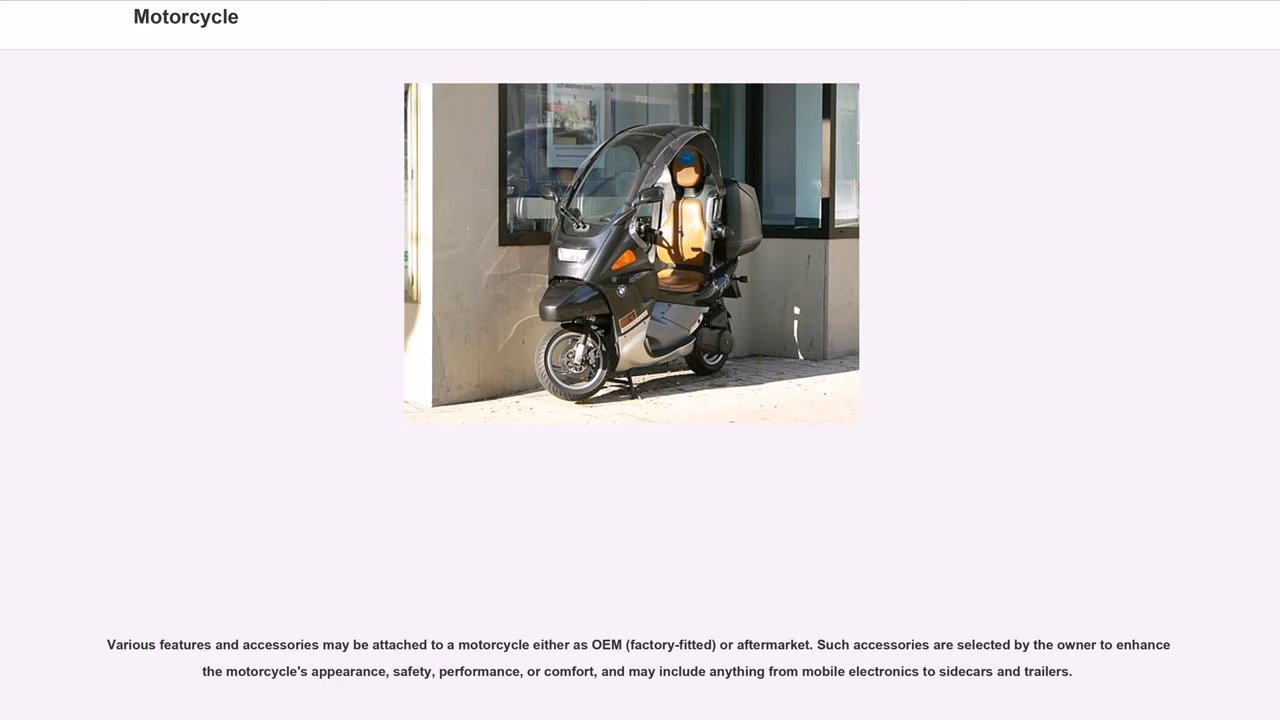 Motorcycle
Various features and accessories may be attached to a motorcycle either as OEM (factory-fitted) or aftermarket. Such accessories are selected by the owner to enhance
the motorcycle's appearance, safety, performance, or comfort, and may include anything from mobile electronics to sidecars and trailers.